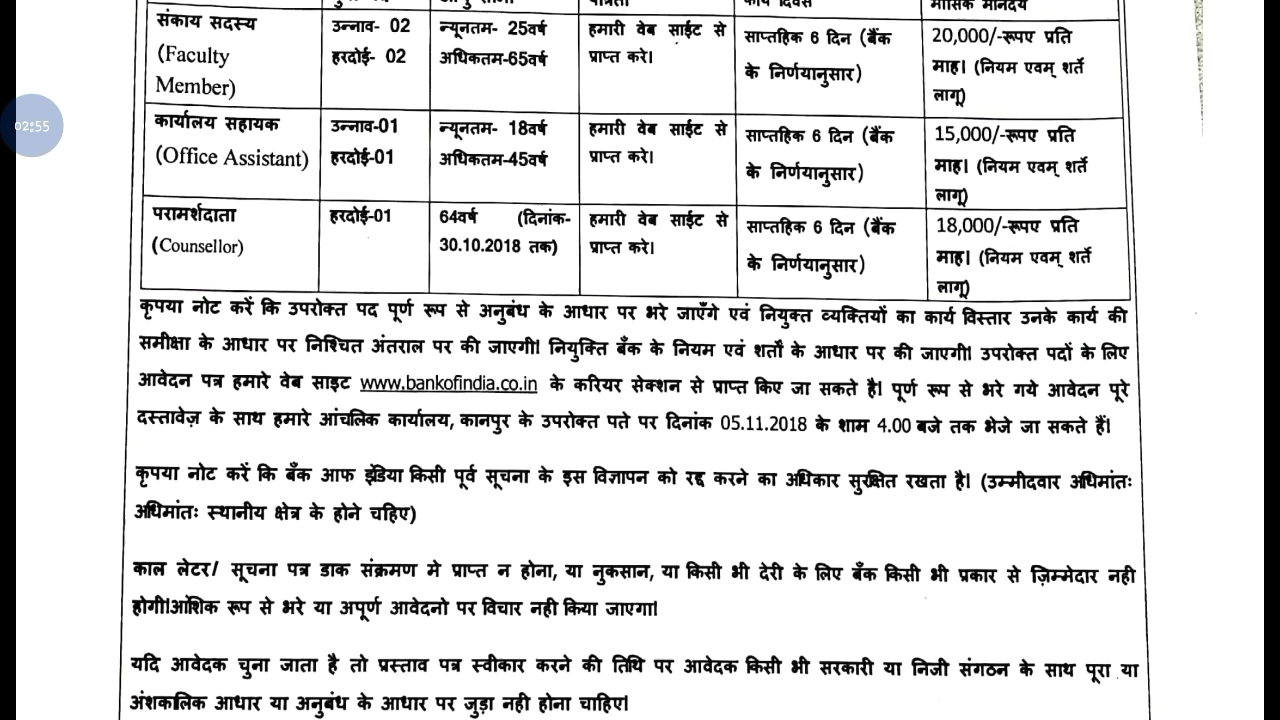 मासिक मानदेय
संकाय सदस्य
(Faculty
Member)
उन्नाव- 02
हरदोई- 02
न्यूनतम- 25वर्ष
अधिकतम-65वर्ष
हमारी वेब साईट से
प्राप्त करे।
साप्तहिक 6 दिन (बैंक
के निर्णयानुसार)
20,000/-रूपए प्रति
माह। (नियम एवम् शर्ते
लागू)
कार्यालय सहायक
(Office Assistant)
उन्नाव-01
हरदोई-01
न्यूनतम- 18वर्ष
अधिकतम-45वर्ष
हमारी वेब साईट से
प्राप्त करे।
साप्तहिक 6 दिन (बैंक
के निर्णयानुसार)
15,000/-रूपए प्रति
माह। (नियम एवम् शर्ते
लागू)
परामर्शदाता
(Counsellor)
हरदोई-01
64वर्ष (दिनांक-
30.10.2018 तक)
हमारी वेब साईट से
प्राप्त करे।
साप्तहिक 6 दिन (बैंक
के निर्णयानुसार)
18,000/-रूपए प्रति
माह। (नियम एवम् शर्ते
लागू)
02:55
कृपया नोट करें कि उपरोक्त पद पूर्ण रूप से अनुबंध के आधार पर भरे जाएँगे एवं नियुक्त व्यक्तियों का कार्य विस्तार उनके कार्य की
समीक्षा के आधार पर निश्चित अंतराल पर की जाएगी। नियुक्ति बैंक के नियम एवं शर्तों के आधार पर की जाएगी। उपरोक्त पदों के लिए
आवेदन पत्र हमारे वेब साइट www.bankofindia.co.in के करियर सेक्शन से प्राप्त किए जा सकते है। पूर्ण रूप से भरे गये आवेदन पूरे
दस्तावेज़ के साथ हमारे आंचलिक कार्यालय, कानपुर के उपरोक्त पते पर दिनांक 05.11.2018 के शाम 4.00 बजे तक भेजे जा सकते हैं।
कृपया नोट करें कि बैंक आफ इंडिया किसी पूर्व सूचना के इस विज्ञापन को रद्द करने का अधिकार सुरक्षित रखता है। (उम्मीदवार अधिमांतः
अधिमांतः स्थानीय क्षेत्र के होने चहिए)
काल लेटर/ सूचना पत्र डाक संक्रमण मे प्राप्त न होना, या नुकसान, या किसी भी देरी के लिए बैंक किसी भी प्रकार से ज़िम्मेदार नही
होगी।आंशिक रूप से भरे या अपूर्ण आवेदनो पर विचार नही किया जाएगा।
यदि आवेदक चुना जाता है तो प्रस्ताव पत्र स्वीकार करने की तिथि पर आवेदक किसी भी सरकारी या निजी संगठन के साथ पूरा या
अंशकालिक आधार या अनुबंध के आधार पर जुड़ा नही होना चाहिए।